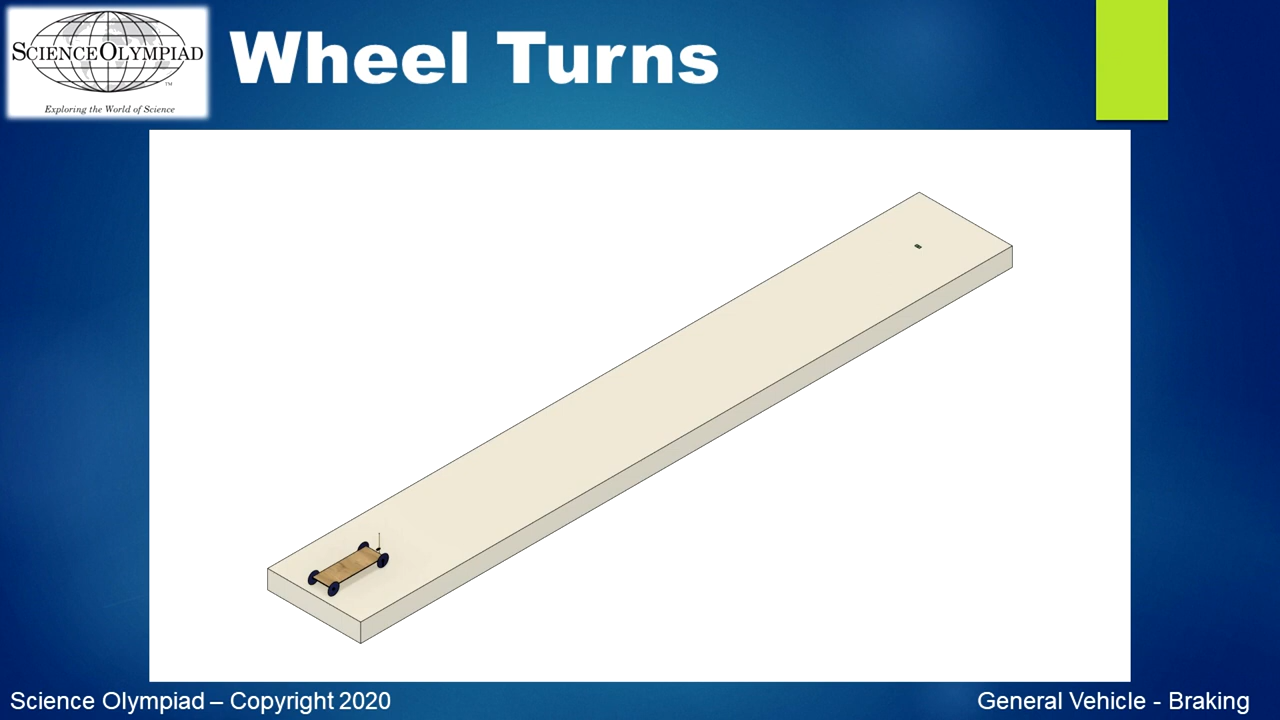 SCIENCEOLYMPIAD
TM
Exploring the World of Science
Wheel Turns
Science Olympiad – Copyright 2020
General Vehicle - Braking